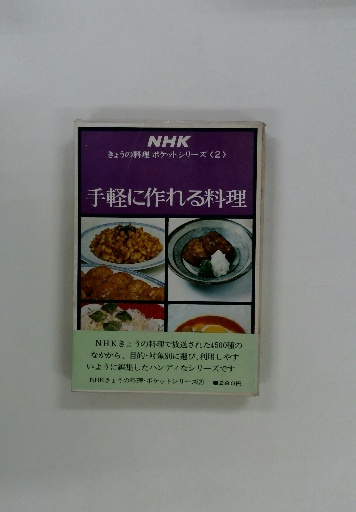 NHK
きょうの料理 ポケットシリーズ〈2〉
手軽に作れる料理
NHKきょうの料理で放送された4500種の
なかから、目的・対象別に選び、利用しやす
いように編集したハンディなシリーズです
NHKきょうの料理・ポケットシリーズ② ■280円